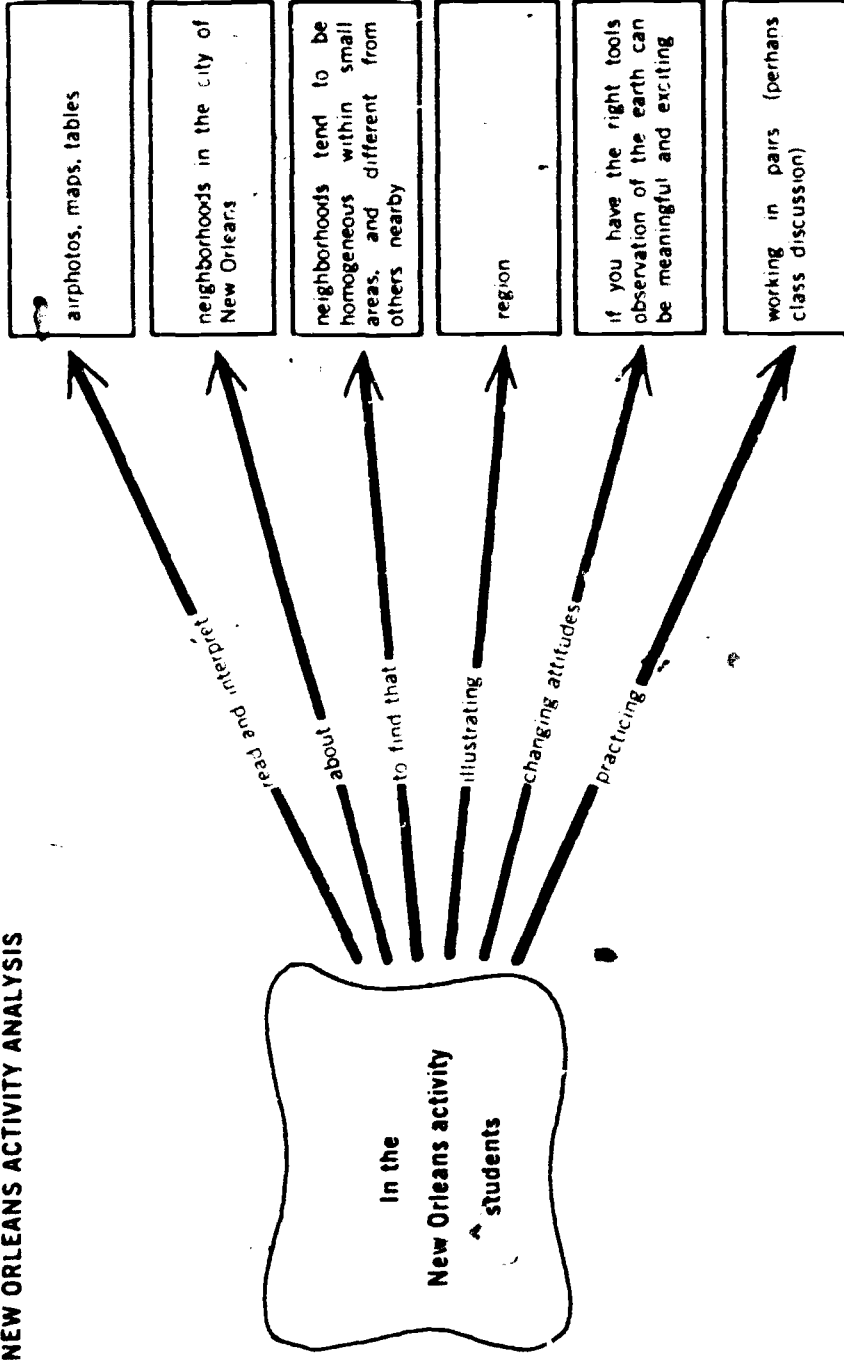 NEW ORLEANS ACTIVITY ANALYSIS
In the
New Orleans activity
students
read and interpret
airphotos, maps, tables
about
neighborhoods in the city of
New Orleans
to find that
neighborhoods tend to be
homogeneous within small
areas, and different from
others nearby
illustrating
region
changing attitudes
if you have the right tools
observation of the earth can
be meaningful and exciting
practicing
working in pairs (perhans
class discussion)